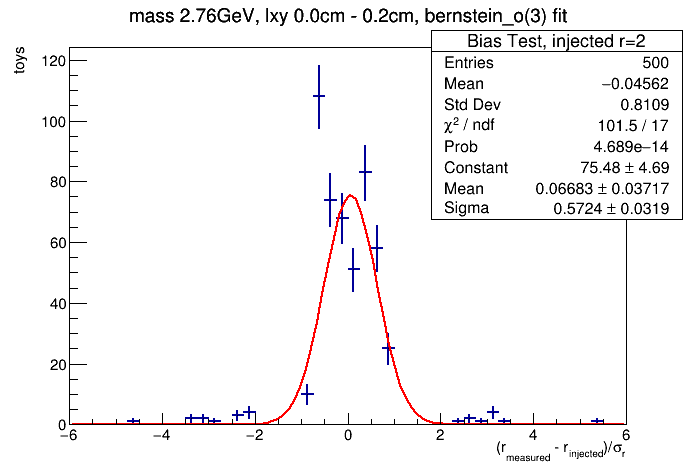 mass 2.76GeV, lxy 0.0cm - 0.2cm, bernstein_o(3) fit
toys
Bias Test, injected r=2
Entries 500
Mean −0.04562
Std Dev 0.8109
χ² / ndf 101.5 / 17
Prob 4.689e−14
Constant 75.48 ± 4.69
Mean 0.06683 ± 0.03717
Sigma 0.5724 ± 0.0319
120
100
80
60
40
20
0
−6 −4 −2 0 2 4 6
(r_measured - r_injected)/σ_r